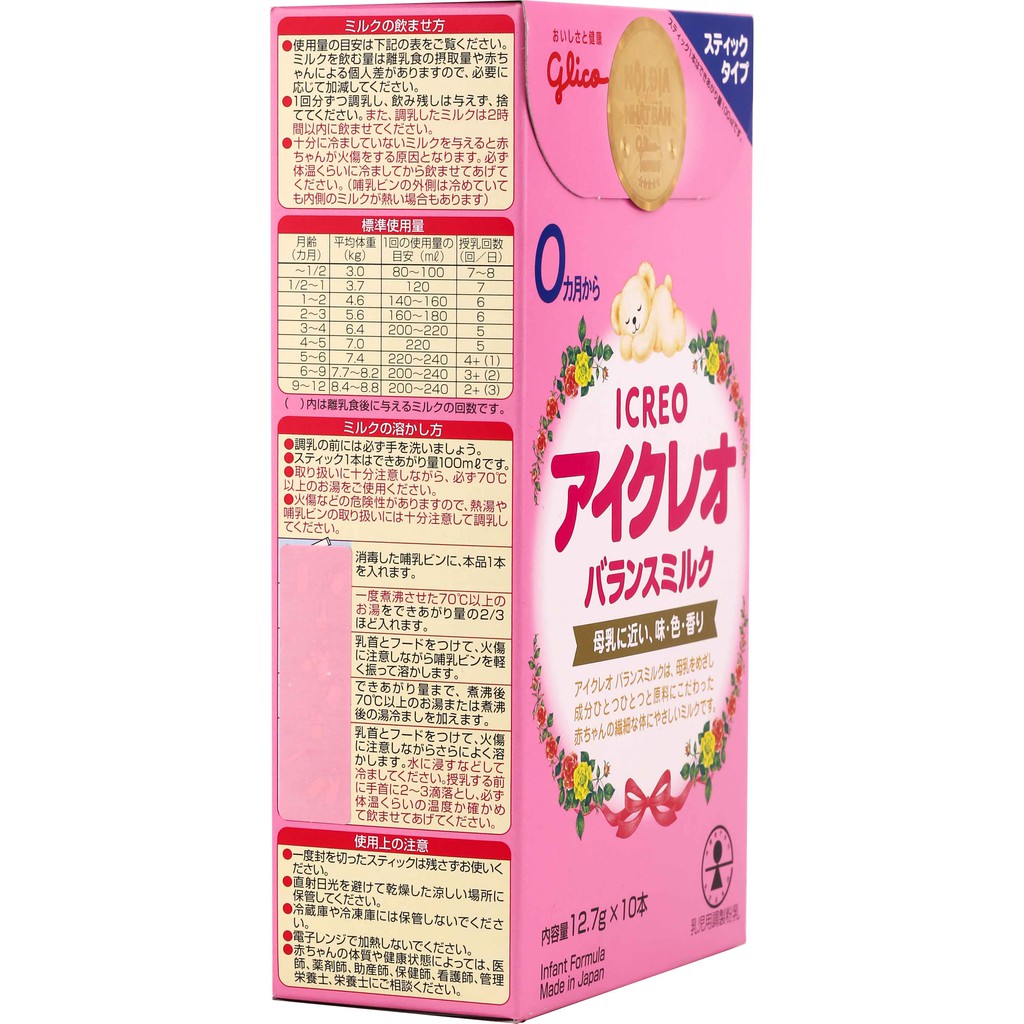 ミルクの飲ませ方
●使用量の目安は下記の表をご覧ください。
ミルクを飲む量は離乳食の摂取量や赤
ちゃんによる個人差がありますので、必要に
応じて加減してください。
●1回分ずつ調乳し、飲み残しは与えず、捨
ててください。また、調乳したミルクは2時
間以内に飲ませてください。
●十分に冷ましていないミルクを与えると赤
ちゃんが火傷をする原因となります。必ず
体温くらいに冷ましてから飲ませてあげて
ください。(哺乳ビンの外側は冷めていて
も内側のミルクが熱い場合もあります)
標準使用量
月齢 平均体重 1回の使用量の 授乳回数
(カ月) (kg) 目安(mℓ) (回/日)
~1/2 3.0 80~100 7~8
1/2~1 3.7 120 7
1~2 4.6 140~160 6
2~3 5.6 160~180 6
3~4 6.4 200~220 5
4~5 7.0 220 5
5~6 7.4 220~240 4+(1)
6~9 7.7~8.2 200~240 3+(2)
9~12 8.4~8.8 200~240 2+(3)
( )内は離乳食後に与えるミルクの回数です。
ミルクの溶かし方
●調乳の前には必ず手を洗いましょう。
●スティック1本はできあがり量100mℓです。
●取り扱いに十分注意しながら、必ず70℃
以上のお湯をご使用ください。
●火傷などの危険性がありますので、熱湯や
哺乳ビンの取り扱いには十分注意して調乳し
てください。
消毒した哺乳ビンに、本品1本
を入れます。
一度煮沸させた70℃以上の
お湯をできあがり量の2/3
ほど入れます。
乳首とフードをつけて、火傷
に注意しながら哺乳ビンを軽
く振って溶かします。
できあがり量まで、煮沸後
70℃以上のお湯または煮沸
後の湯冷ましを加えます。
乳首とフードをつけて、火傷
に注意しながらさらによく溶
かします。水に浸すなどして
冷ましてください。授乳する前
に手首に2~3滴落とし、必ず
体温くらいの温度か確かめ
て飲ませてあげてください。
使用上の注意
●一度封を切ったスティックは残さずお使いく
ださい。
●直射日光を避けて乾燥した涼しい場所に
保管してください。
●冷蔵庫や冷凍庫には保管しないでくださ
い。
●電子レンジで加熱しないでください。
●赤ちゃんの体質や健康状態によっては、医
師、薬剤師、助産師、保健師、看護師、管理
栄養士、栄養士にご相談ください。
おいしさと健康
Glico
NỘI ĐỊA
NHẬT BẢN
スティック
タイプ
スティック1本はできあがり量100mℓです
0カ月から
ICREO
アイクレオ
バランスミルク
母乳に近い、味・色・香り
アイクレオ バランスミルクは、母乳をめざし
成分ひとつひとつと原料にこだわった
赤ちゃんの繊細な体にやさしいミルクです。
内容量12.7g×10本
Infant Formula
Made in Japan
乳児用調製粉乳